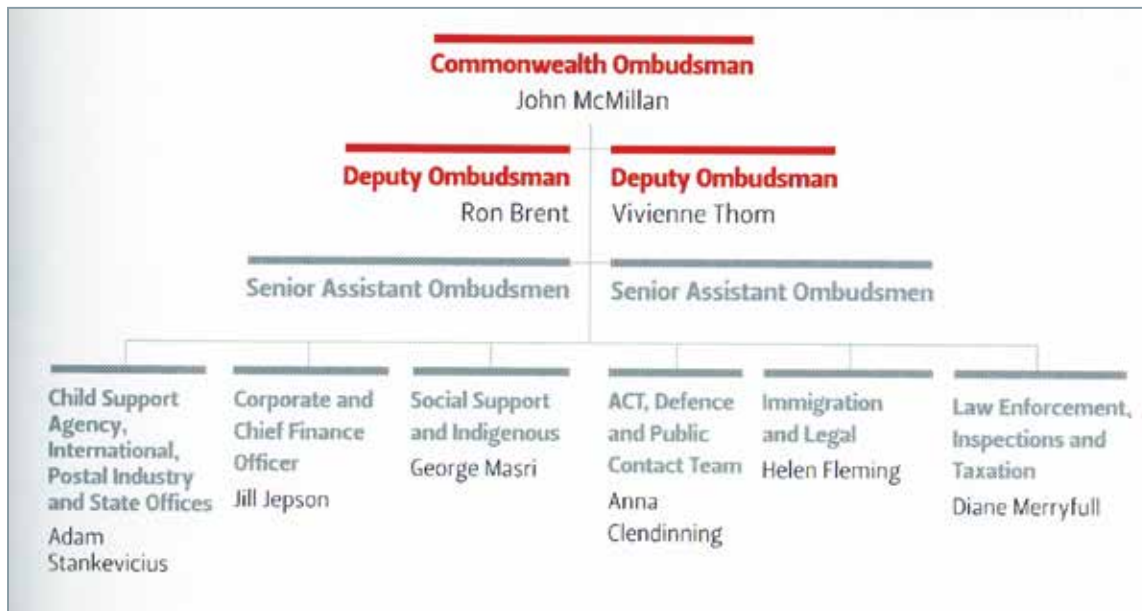 Commonwealth Ombudsman
John McMillan
Deputy Ombudsman
Ron Brent
Deputy Ombudsman
Vivienne Thom
Senior Assistant Ombudsmen
Senior Assistant Ombudsmen
Child Support
Agency,
International,
Postal Industry
and State Offices
Adam
Stankevicius
Corporate and
Chief Finance
Officer
Jill Jepson
Social Support
and Indigenous
George Masri
ACT, Defence
and Public
Contact Team
Anna
Clendinning
Immigration
and Legal
Helen Fleming
Law Enforcement,
Inspections and
Taxation
Diane Merryfull